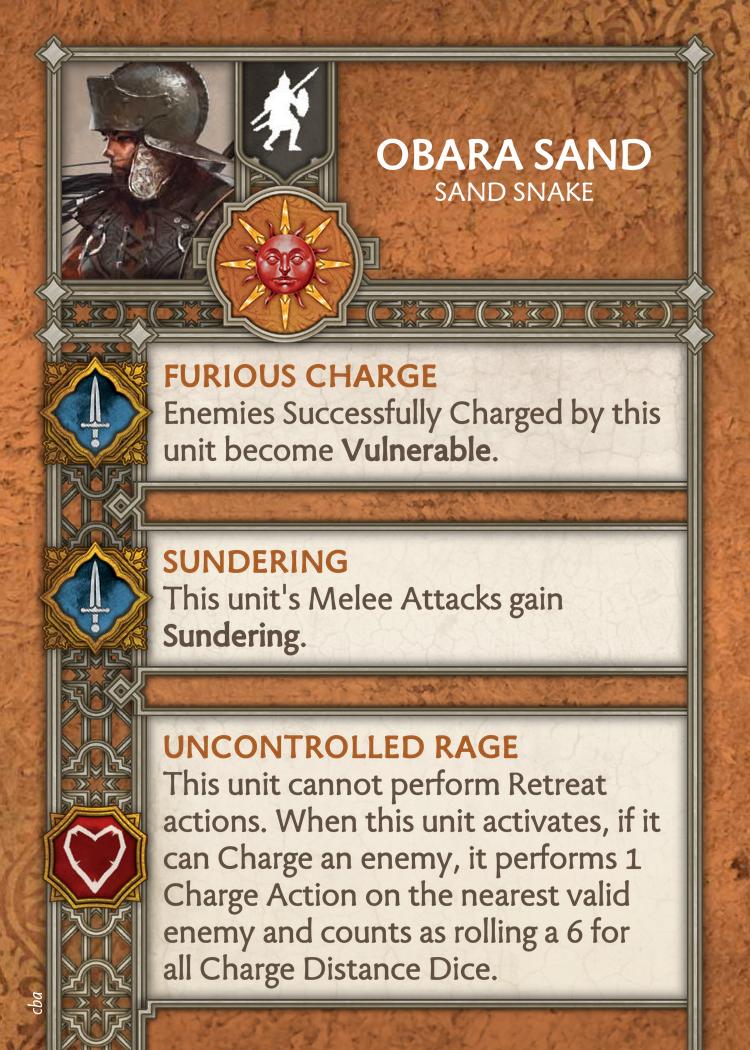 OBARA SAND
SAND SNAKE
FURIOUS CHARGE
Enemies Successfully Charged by this
unit become Vulnerable.
SUNDERING
This unit's Melee Attacks gain
Sundering.
UNCONTROLLED RAGE
This unit cannot perform Retreat
actions. When this unit activates, if it
can Charge an enemy, it performs 1
Charge Action on the nearest valid
enemy and counts as rolling a 6 for
all Charge Distance Dice.
cba